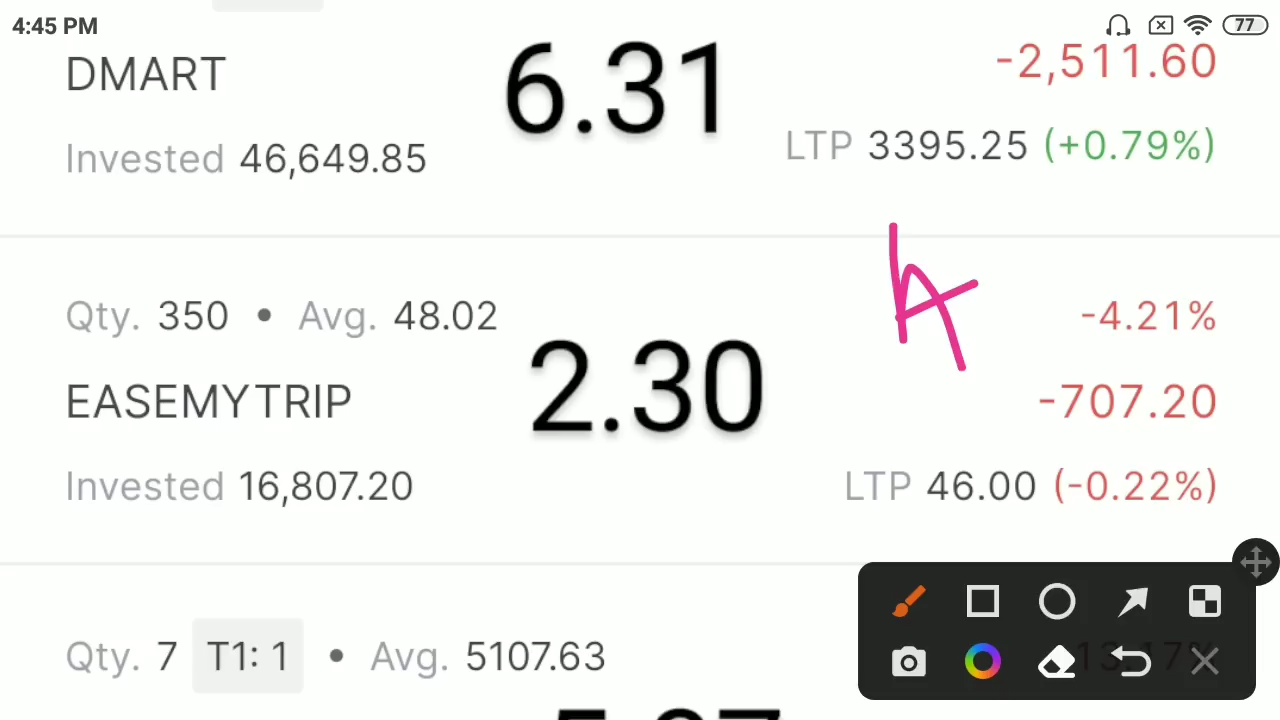 4:45 PM 77
DMART 6.31 -2,511.60
Invested 46,649.85 LTP 3395.25 (+0.79%)
Qty. 350 • Avg. 48.02 -4.21%
EASEMYTRIP 2.30 -707.20
Invested 16,807.20 LTP 46.00 (-0.22%)
Qty. 7 T1: 1 • Avg. 5107.63